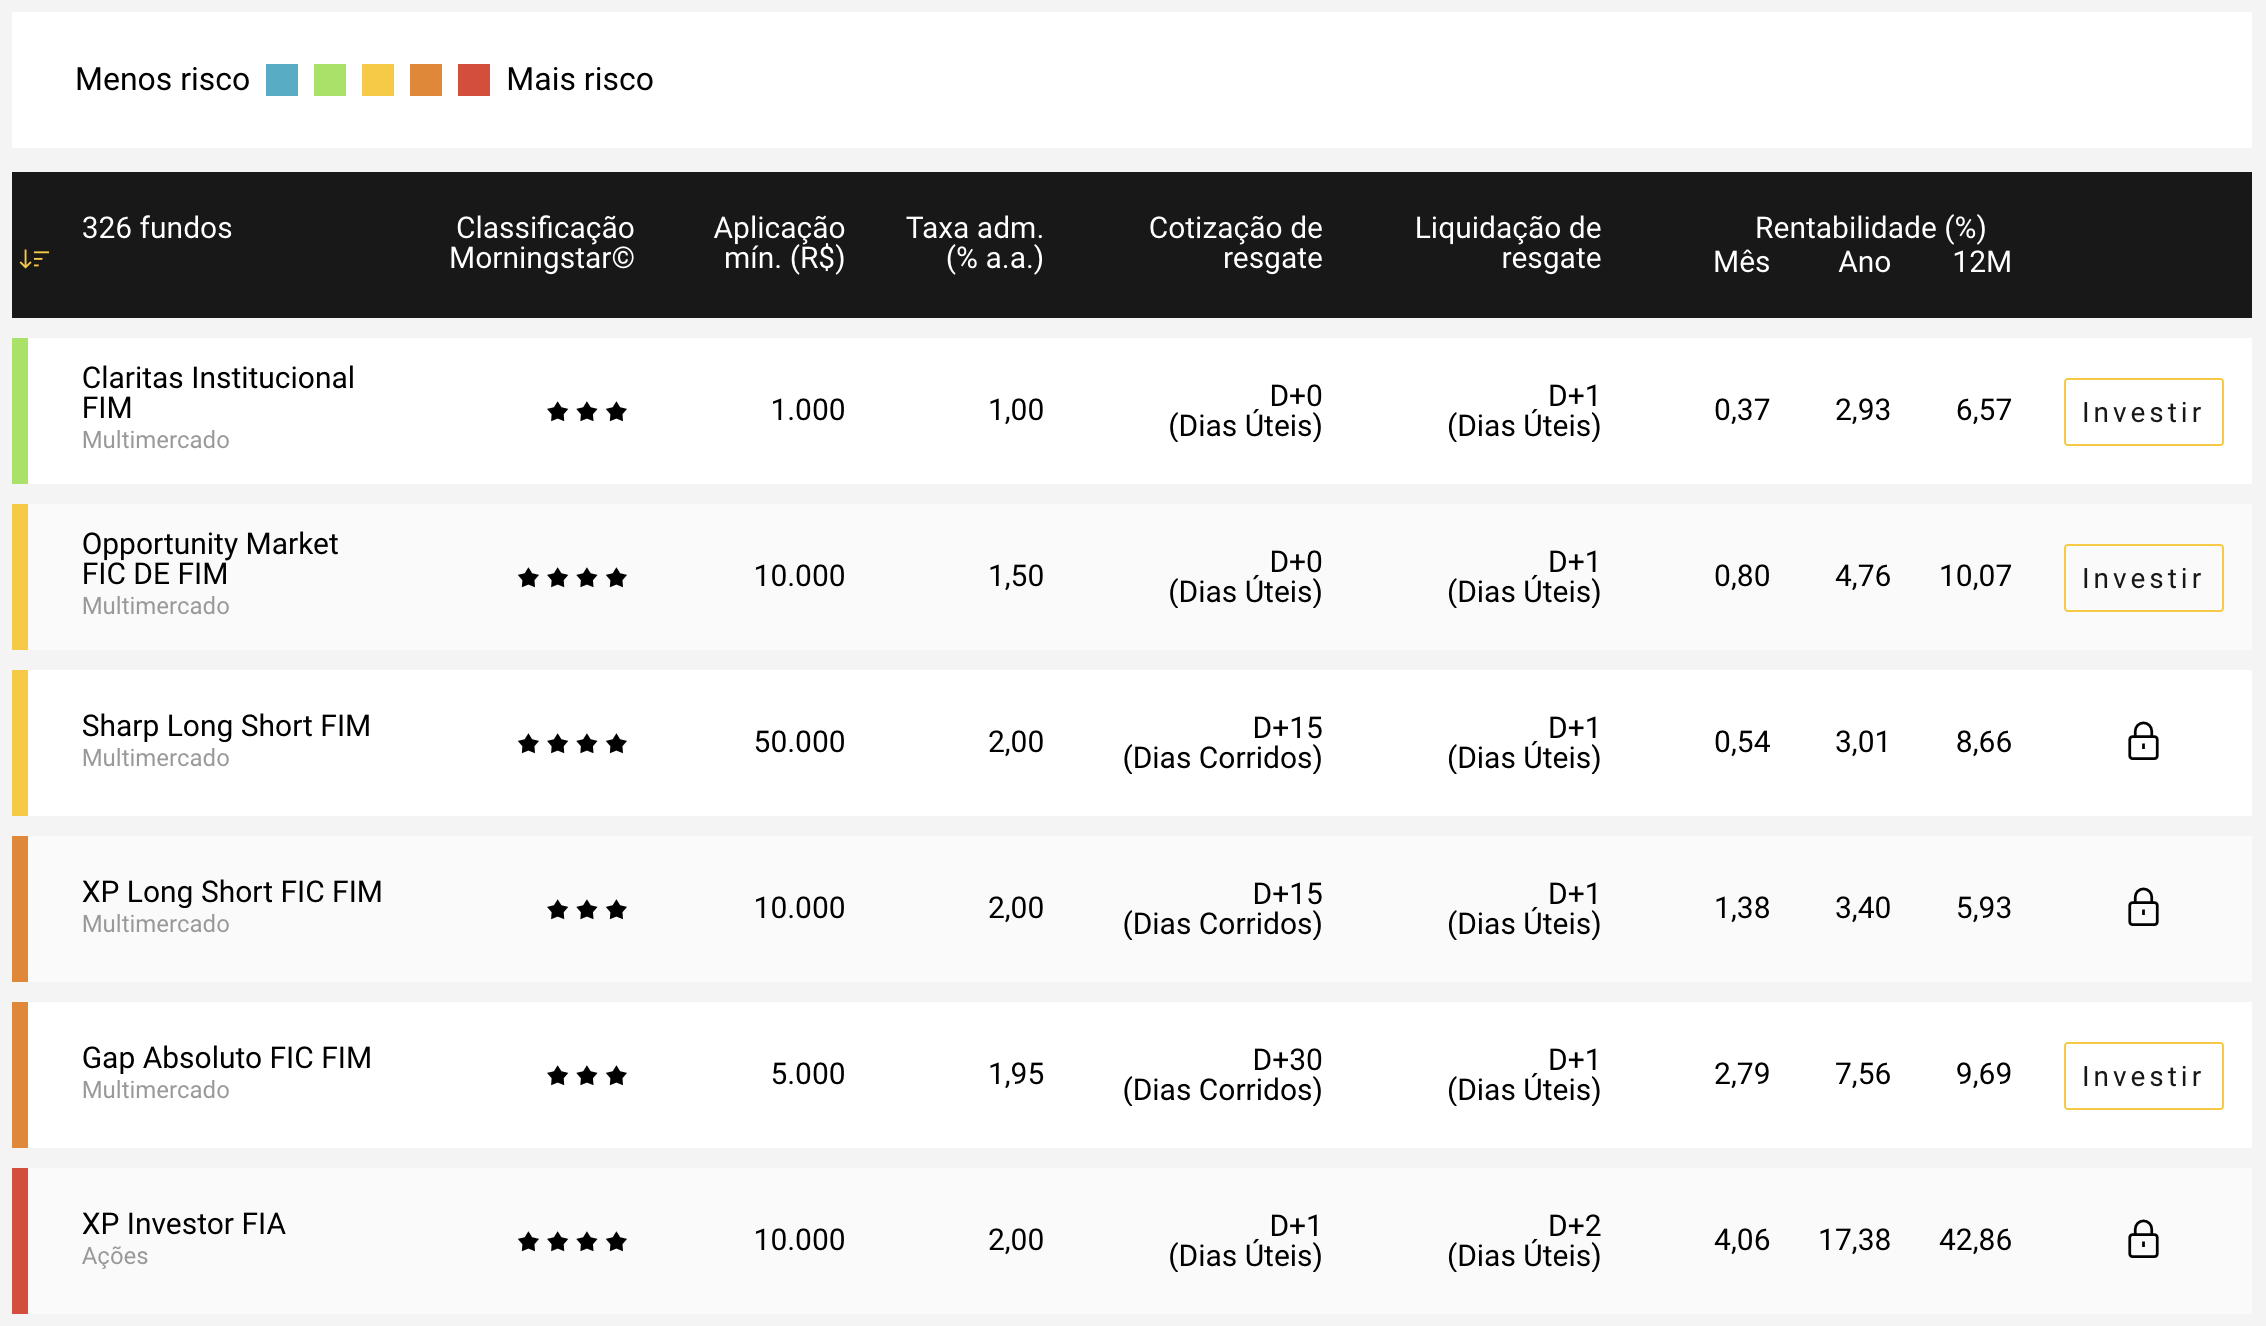 Menos risco Mais risco
326 fundos Classificação Aplicação Taxa adm. Cotização de Liquidação de Rentabilidade (%)
Morningstar© mín. (R$) (% a.a.) resgate resgate Mês Ano 12M
Claritas Institucional D+0 D+1
FIM 1.000 1,00 (Dias Úteis) (Dias Úteis) 0,37 2,93 6,57 Investir
Multimercado
Opportunity Market D+0 D+1
FIC DE FIM 10.000 1,50 (Dias Úteis) (Dias Úteis) 0,80 4,76 10,07 Investir
Multimercado
Sharp Long Short FIM 50.000 2,00 D+15 D+1 0,54 3,01 8,66
Multimercado (Dias Corridos) (Dias Úteis)
XP Long Short FIC FIM 10.000 2,00 D+15 D+1 1,38 3,40 5,93
Multimercado (Dias Corridos) (Dias Úteis)
Gap Absoluto FIC FIM 5.000 1,95 D+30 D+1 2,79 7,56 9,69 Investir
Multimercado (Dias Corridos) (Dias Úteis)
XP Investor FIA 10.000 2,00 D+1 D+2 4,06 17,38 42,86
Ações (Dias Úteis) (Dias Úteis)